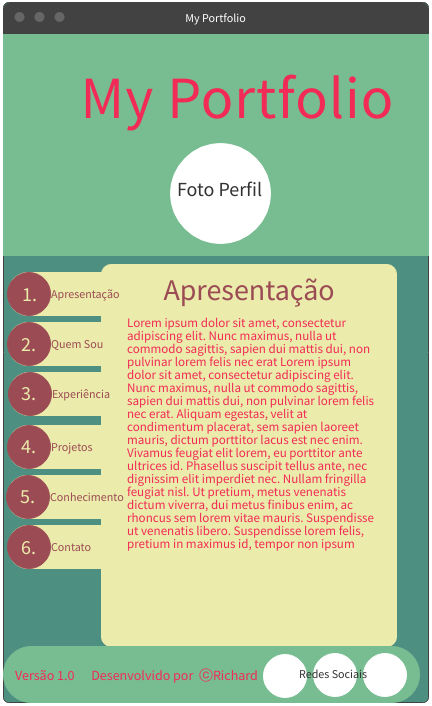 My Portfolio
My Portfolio
Foto Perfil
1. Apresentação
2. Quem Sou
3. Experiência
4. Projetos
5. Conhecimento
6. Contato
Apresentação
Lorem ipsum dolor sit amet, consectetur
adipiscing elit. Nunc maximus, nulla ut
commodo sagittis, sapien dui mattis dui, non
pulvinar lorem felis nec erat Lorem ipsum
dolor sit amet, consectetur adipiscing elit.
Nunc maximus, nulla ut commodo sagittis,
sapien dui mattis dui, non pulvinar lorem felis
nec erat. Aliquam egestas, velit at
condimentum placerat, sem sapien laoreet
mauris, dictum porttitor lacus est nec enim.
Vivamus feugiat elit lorem, eu porttitor ante
ultrices id. Phasellus suscipit tellus ante, nec
dignissim elit imperdiet nec. Nullam fringilla
feugiat nisl. Ut pretium, metus venenatis
dictum viverra, dui metus finibus enim, ac
rhoncus sem lorem vitae mauris. Suspendisse
ut venenatis libero. Suspendisse lorem felis,
pretium in maximus id, tempor non ipsum
Versão 1.0 Desenvolvido por ©Richard Redes Sociais